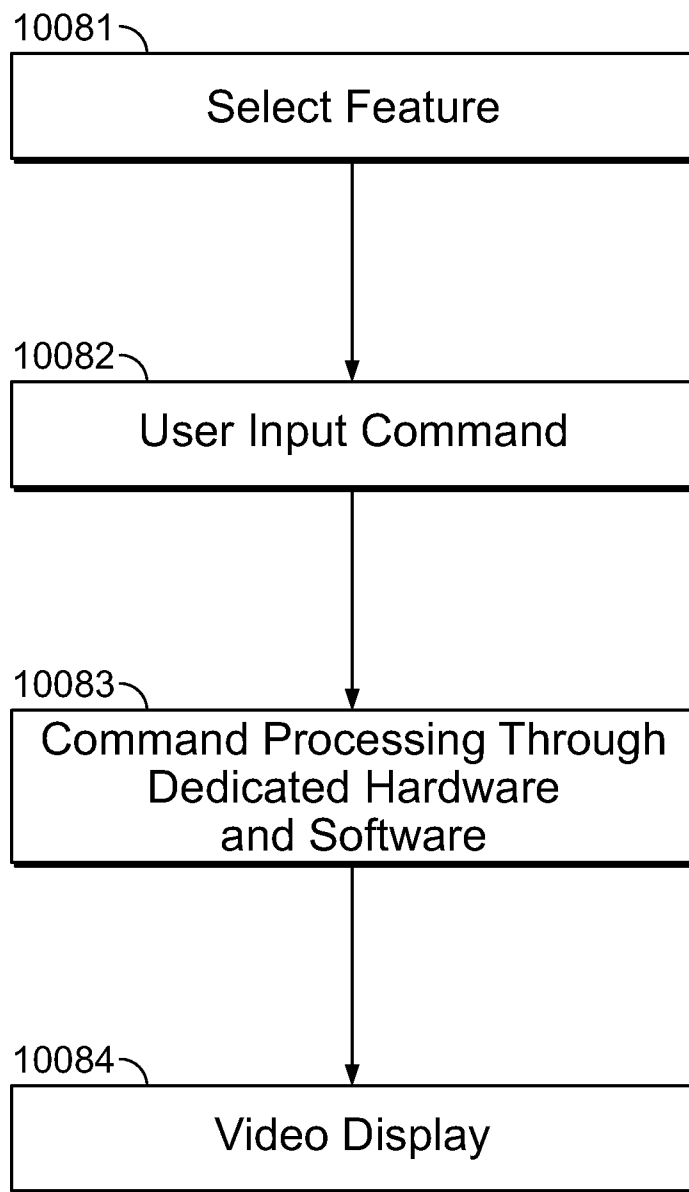 10081
Select Feature
10082
User Input Command
10083
Command Processing Through
Dedicated Hardware
and Software
10084
Video Display